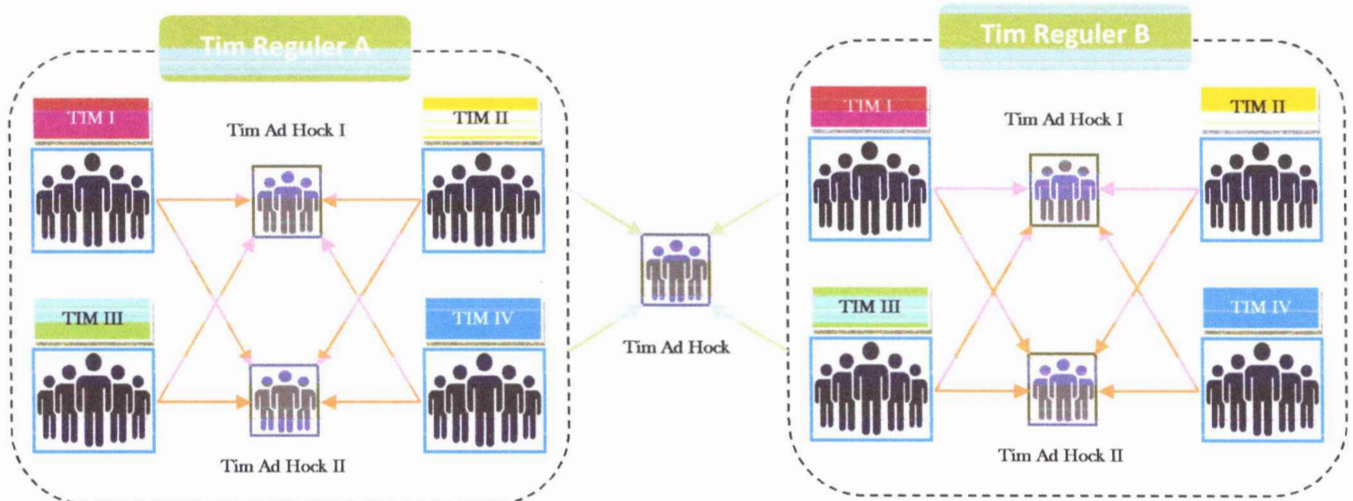 Tim Reguler A
TIM I
Tim Ad Hock I
TIM II
TIM III
TIM IV
Tim Ad Hock II
Tim Ad Hock
Tim Reguler B
TIM I
Tim Ad Hock I
TIM II
TIM III
TIM IV
Tim Ad Hock II